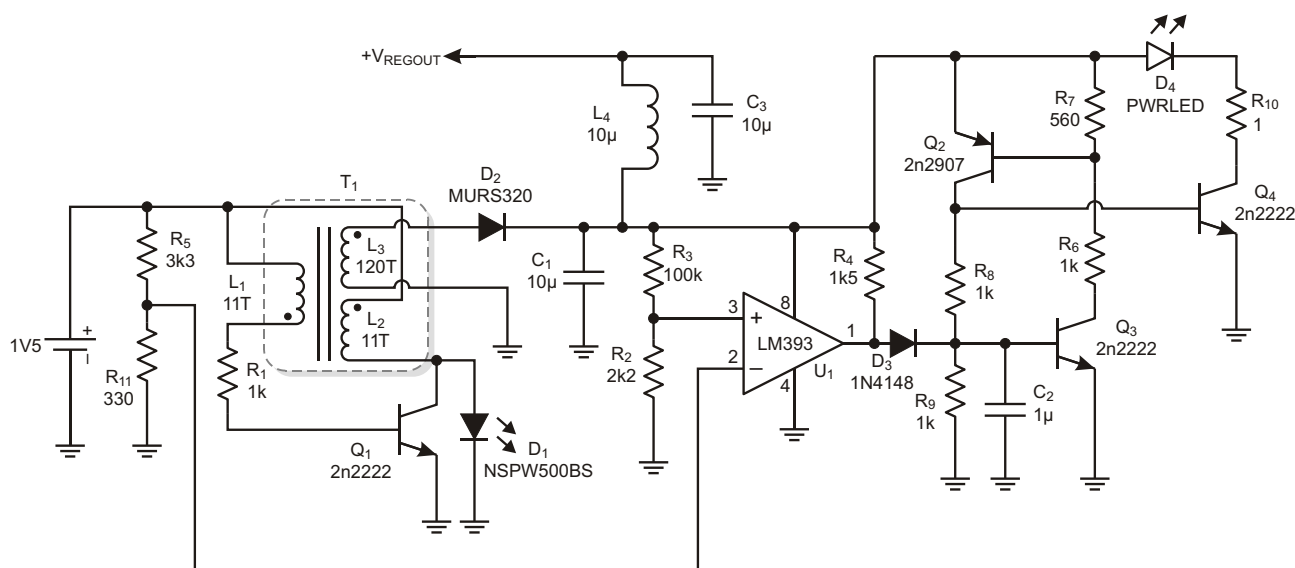 +VREGOUT
L4
10µ
C3
10µ
D4
PWRLED
R7
560
R10
1
Q2
2n2907
Q4
2n2222
T1
D2
MURS320
R5
3k3
L1
11T
L3
120T
L2
11T
C1
10µ
R3
100k
R4
1k5
R8
1k
R6
1k
1V5
+
R11
330
R1
1k
R2
2k2
3
+
8
2
–
LM393
4
1
U1
D3
1N4148
Q3
2n2222
R9
1k
C2
1µ
Q1
2n2222
D1
NSPW500BS